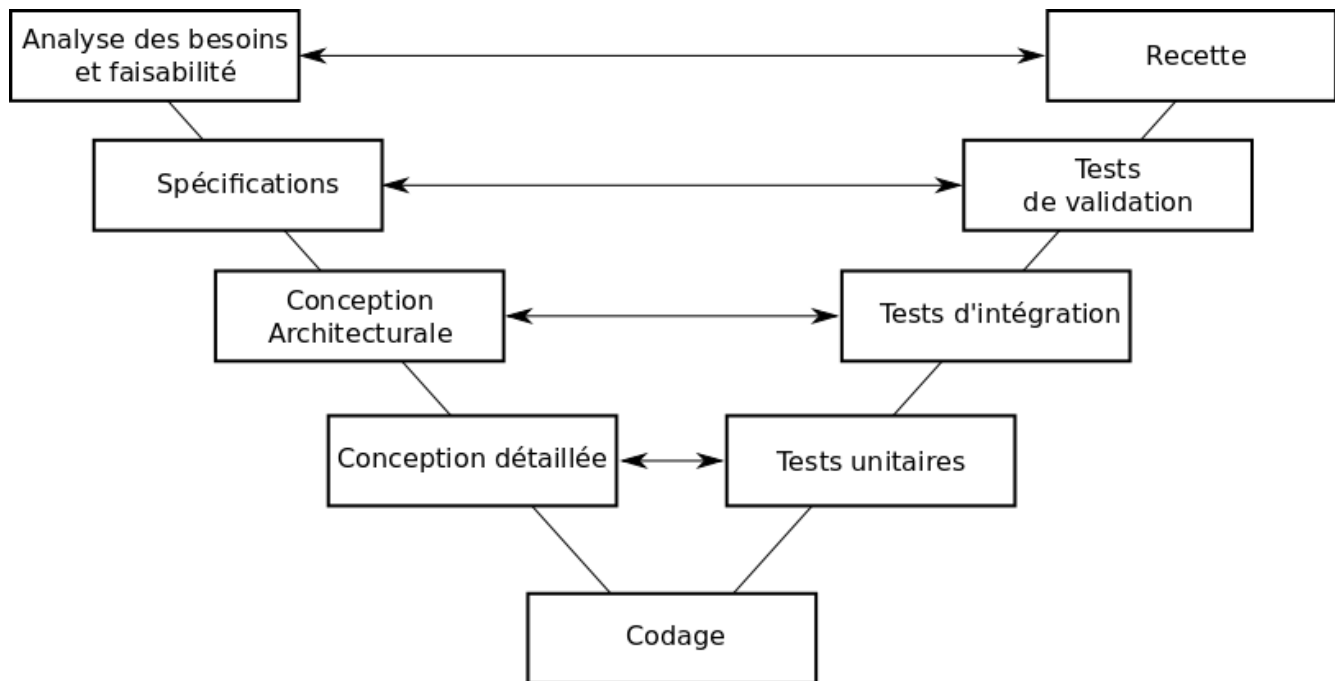 Analyse des besoins
et faisabilité
Recette
Spécifications
Tests
de validation
Conception
Architecturale
Tests d'intégration
Conception détaillée
Tests unitaires
Codage